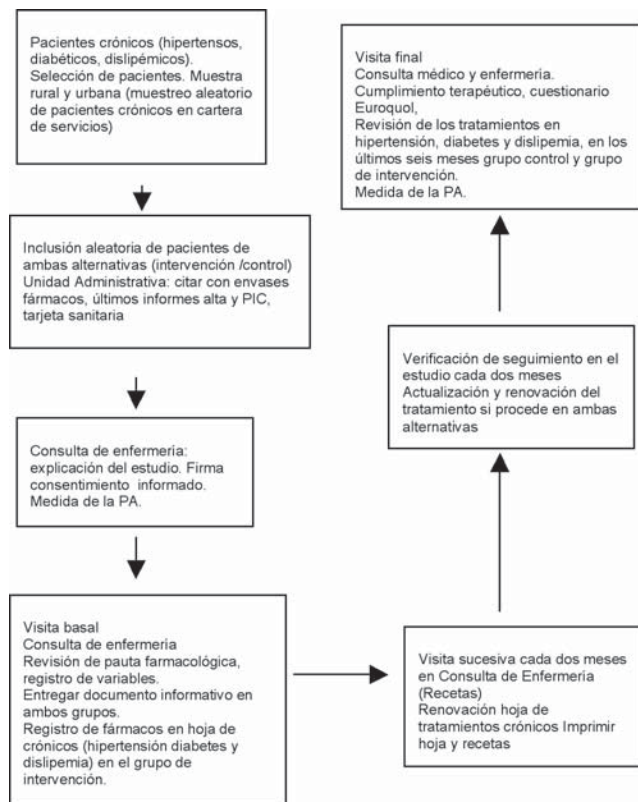 Pacientes crónicos (hipertensos,
diabéticos, dislipémicos).
Selección de pacientes. Muestra
rural y urbana (muestreo aleatorio
de pacientes crónicos en cartera
de servicios)
Inclusión aleatoria de pacientes de
ambas alternativas (intervención /control)
Unidad Administrativa: citar con envases
fármacos, últimos informes alta y PIC,
tarjeta sanitaria
Consulta de enfermería:
explicación del estudio. Firma
consentimiento informado.
Medida de la PA.
Visita basal
Consulta de enfermería
Revisión de pauta farmacológica,
registro de variables.
Entregar documento informativo en
ambos grupos.
Registro de fármacos en hoja de
crónicos (hipertensión diabetes y
dislipemia) en el grupo de
intervención.
Visita sucesiva cada dos meses
en Consulta de Enfermería
(Recetas)
Renovación hoja de
tratamientos crónicos Imprimir
hoja y recetas
Verificación de seguimiento en el
estudio cada dos meses
Actualización y renovación del
tratamiento si procede en ambas
alternativas
Visita final
Consulta médico y enfermería.
Cumplimiento terapéutico, cuestionario
Euroquol,
Revisión de los tratamientos en
hipertensión, diabetes y dislipemia, en los
últimos seis meses grupo control y grupo
de intervención.
Medida de la PA.